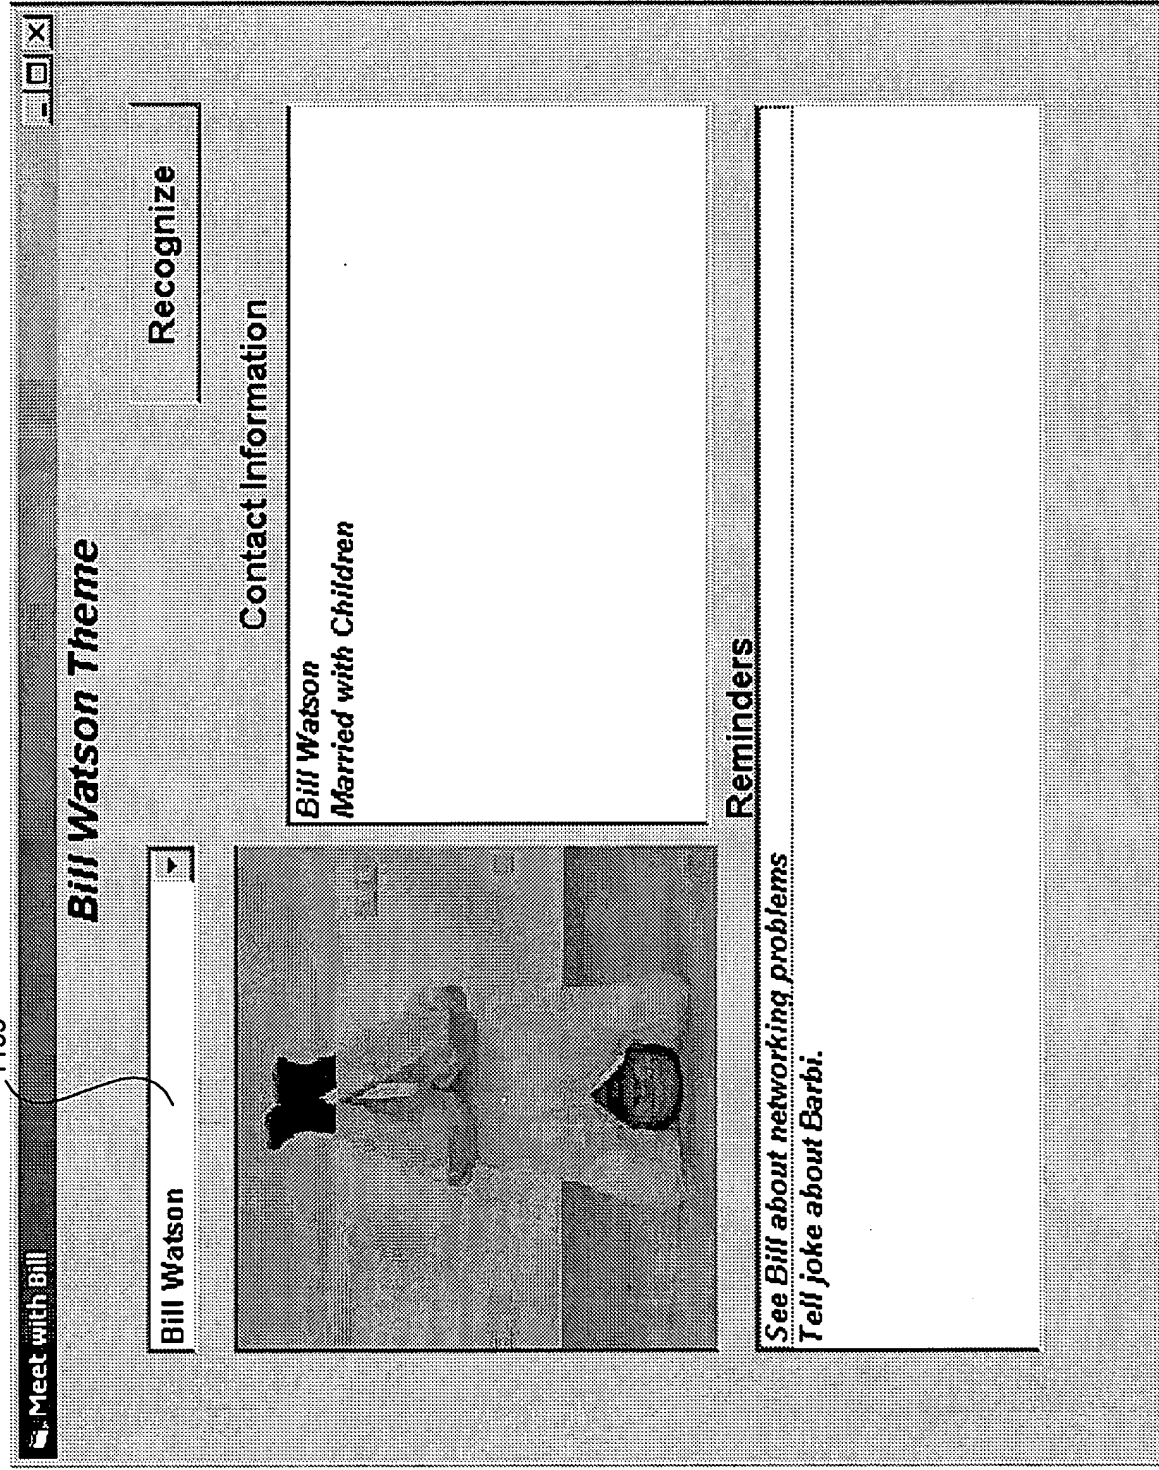 Meet with Bill
Bill Watson Theme
Bill Watson
Recognize
Contact Information
Bill Watson
Married with Children
Reminders
See Bill about networking problems
Tell joke about Barbi.